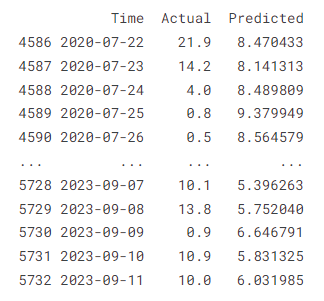 Time Actual Predicted
4586 2020-07-22 21.9 8.470433
4587 2020-07-23 14.2 8.141313
4588 2020-07-24 4.0 8.489809
4589 2020-07-25 0.8 9.379949
4590 2020-07-26 0.5 8.564579
... ... ... ...
5728 2023-09-07 10.1 5.396263
5729 2023-09-08 13.8 5.752040
5730 2023-09-09 0.9 6.646791
5731 2023-09-10 10.9 5.831325
5732 2023-09-11 10.0 6.031985